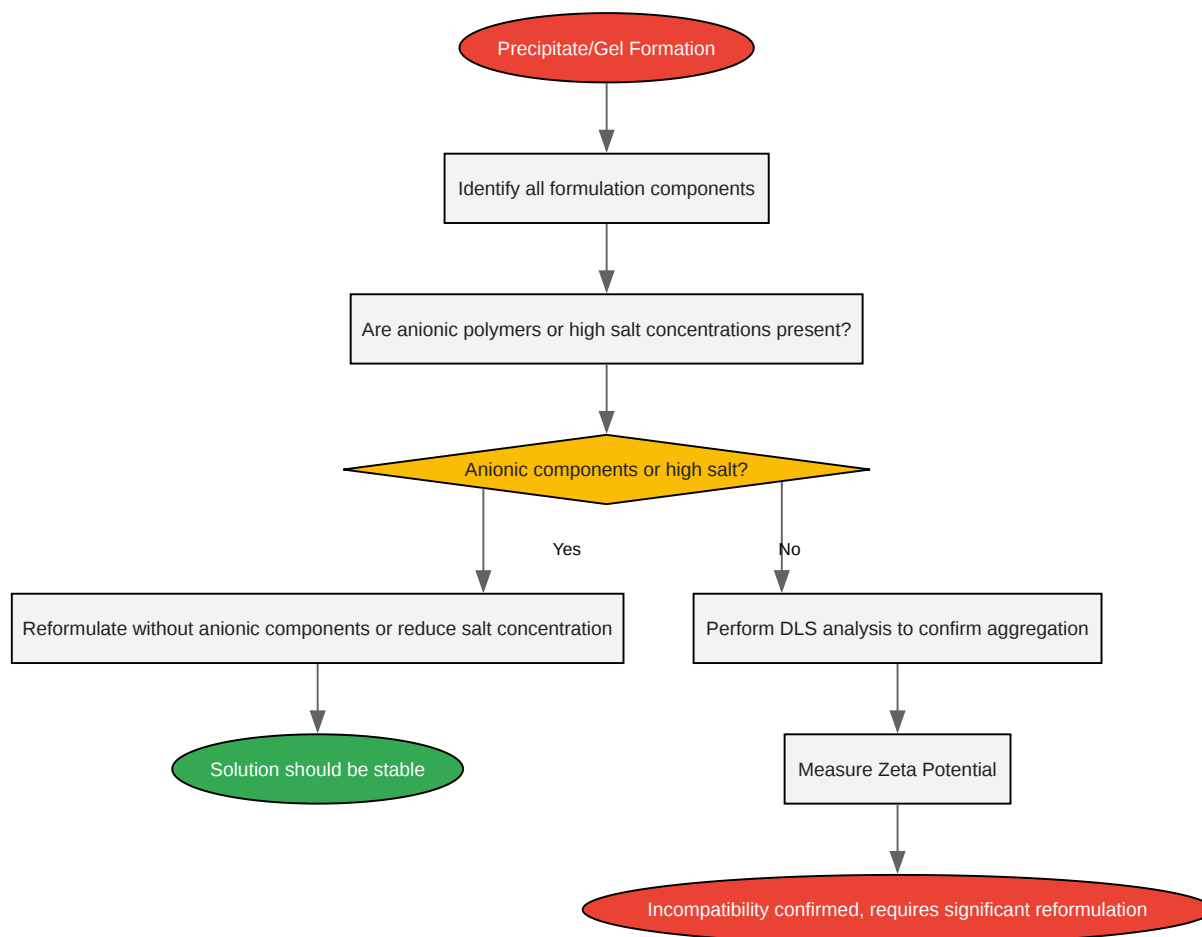 Precipitate/Gel Formation
Identify all formulation components
Are anionic polymers or high salt concentrations present?
Anionic components or high salt?
Yes
No
Reformulate without anionic components or reduce salt concentration
Perform DLS analysis to confirm aggregation
Solution should be stable
Measure Zeta Potential
Incompatibility confirmed, requires significant reformulation